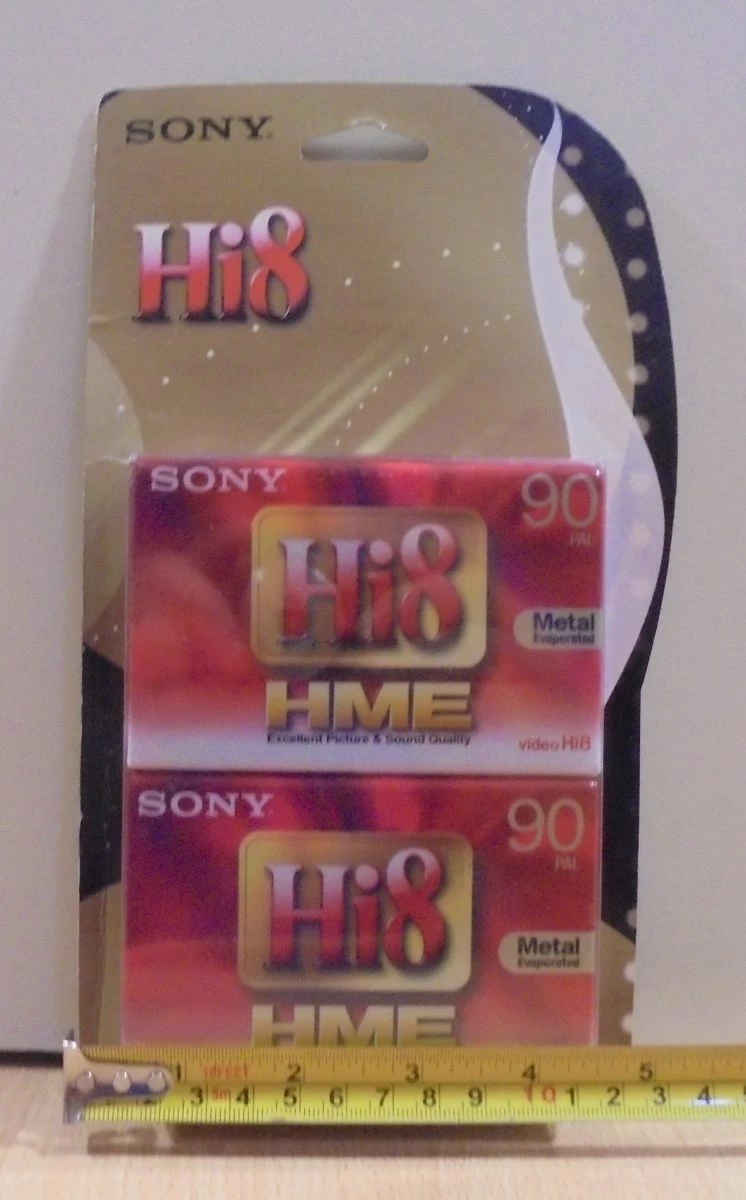 SONY
Hi8
SONY
90
PAL
Hi8
Metal
Evaporated
HME
Excellent Picture & Sound Quality
video Hi8
SONY
90
PAL
Hi8
Metal
Evaporated
HME
1 16FEET 2 3 4 5
3 5m 4 5 6 7 8 9 10 1 2 3 4